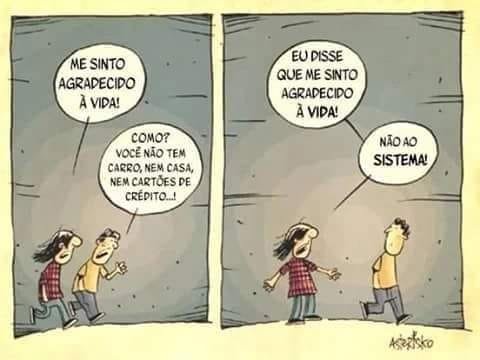 ME SINTO
AGRADECIDO
À VIDA!
COMO?
VOCÊ NÃO TEM
CARRO, NEM CASA,
NEM CARTÕES DE
CRÉDITO...!
EU DISSE
QUE ME SINTO
AGRADECIDO
À VIDA!
NÃO AO
SISTEMA!
Asterisko